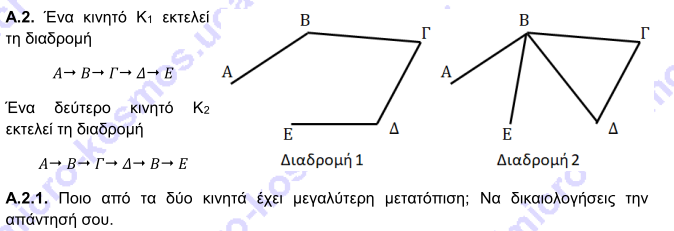 Α.2. Ένα κινητό Κ₁ εκτελεί
τη διαδρομή
Α→ Β→ Γ→ Δ→ Ε
Ένα δεύτερο κινητό Κ₂
εκτελεί τη διαδρομή
Α→ Β→ Γ→ Δ→ Β→ Ε
Α
Β
Γ
Δ
Ε
Διαδρομή 1
Α
Β
Γ
Δ
Ε
Διαδρομή 2
Α.2.1. Ποιο από τα δύο κινητά έχει μεγαλύτερη μετατόπιση; Να δικαιολογήσεις την
απάντησή σου.